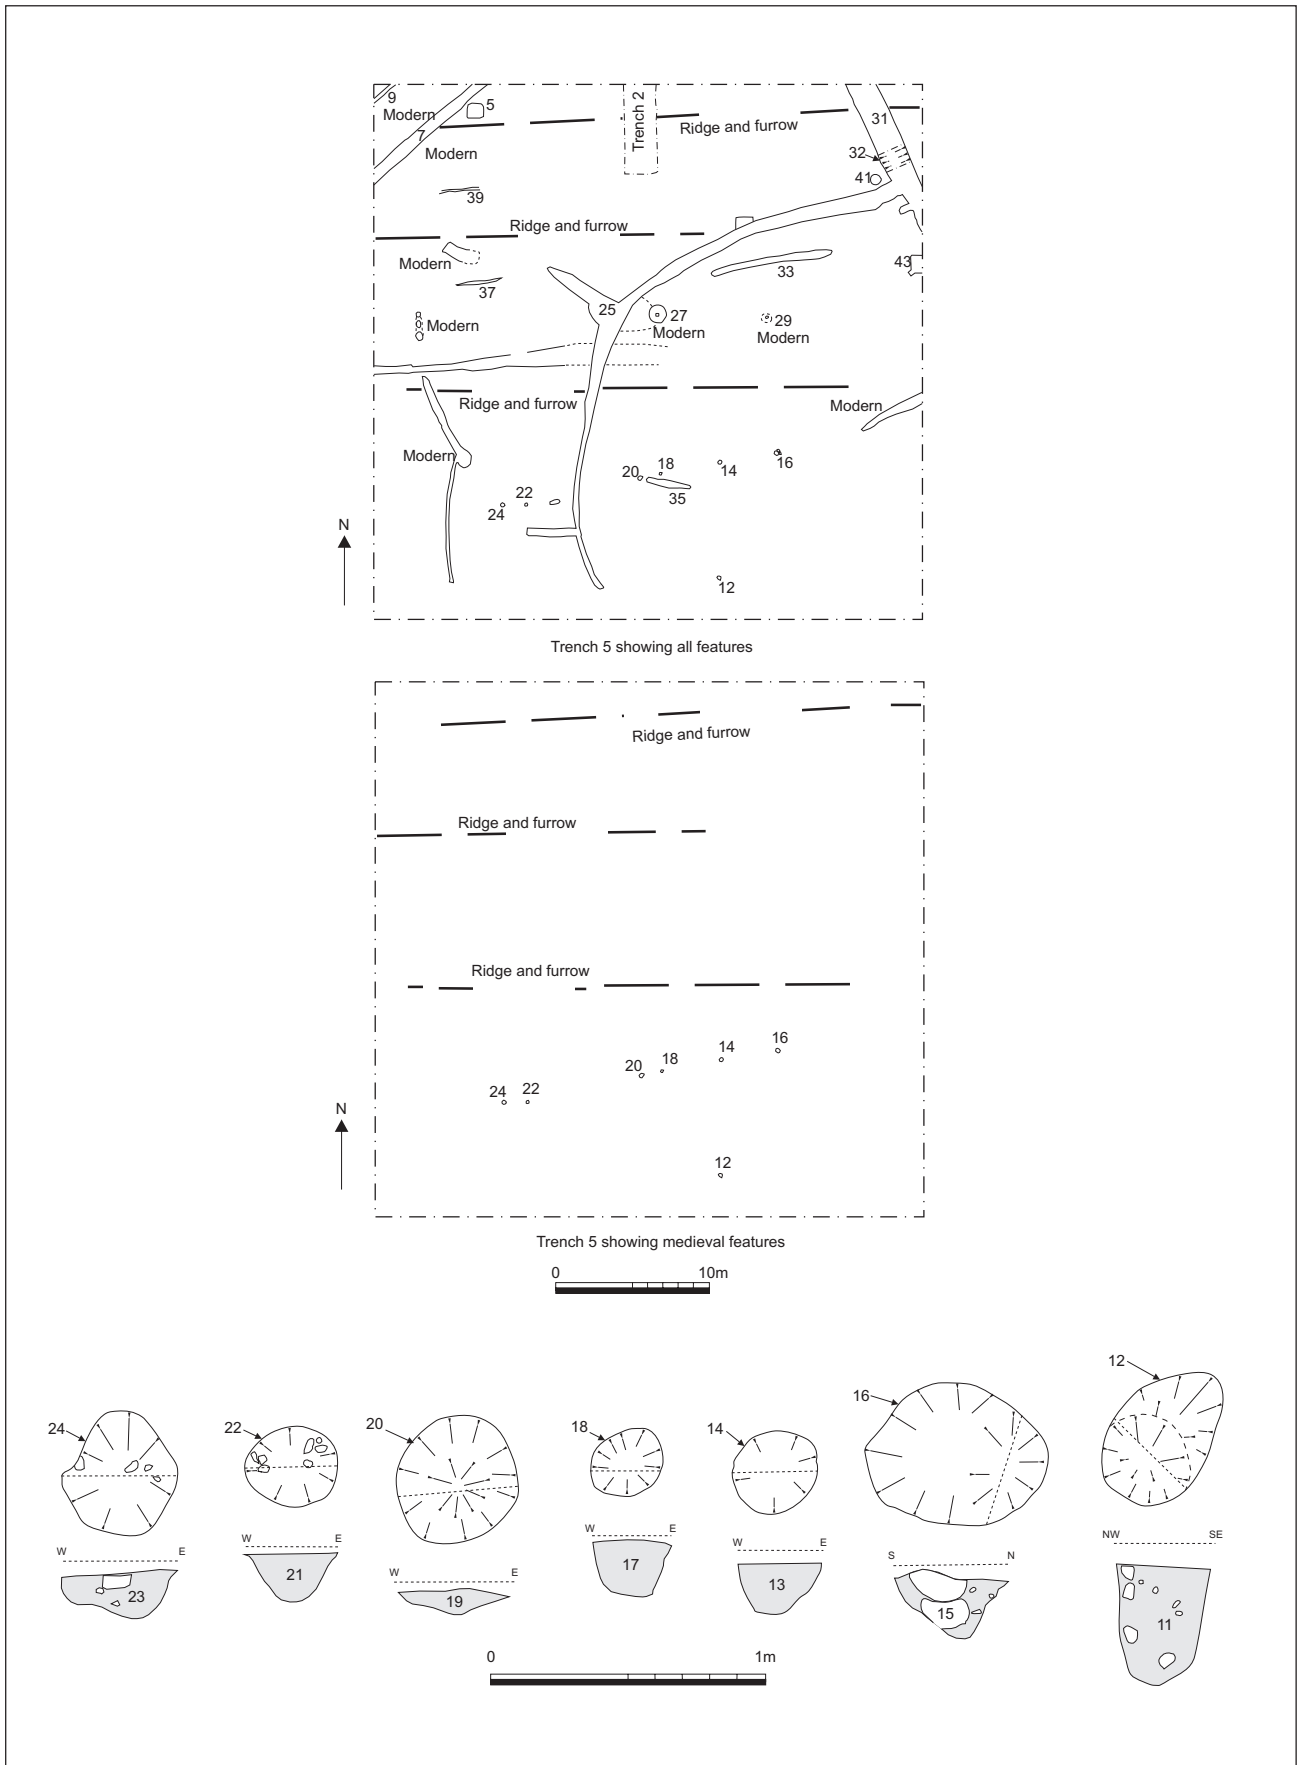 9
Modern
5
Trench 2
7
Ridge and furrow
31
Modern
32
41
39
Ridge and furrow
Modern
43
33
37
25
27
29
Modern
Modern
Modern
Ridge and furrow
Modern
Modern
20
18
14
16
22
35
24
N
12
Trench 5 showing all features
Ridge and furrow
Ridge and furrow
Ridge and furrow
16
14
18
20
24
22
N
12
Trench 5 showing medieval features
0 10m
24
22
20
18
14
16
12
W E
W E
W E
W E
W E
S N
NW SE
23
21
19
17
13
15
11
0 1m